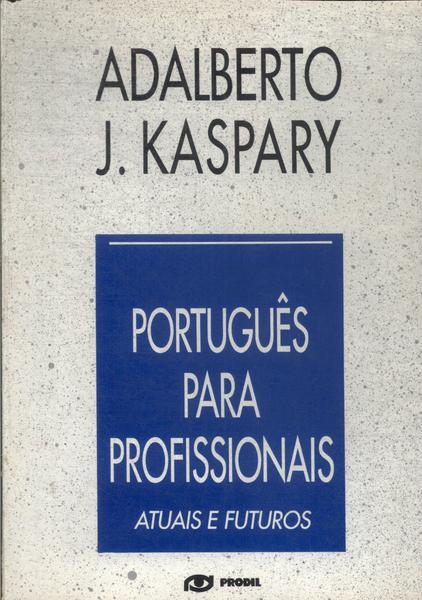 ADALBERTO
J. KASPARY
PORTUGUÊS
PARA
PROFISSIONAIS
ATUAIS E FUTUROS
PRODIL